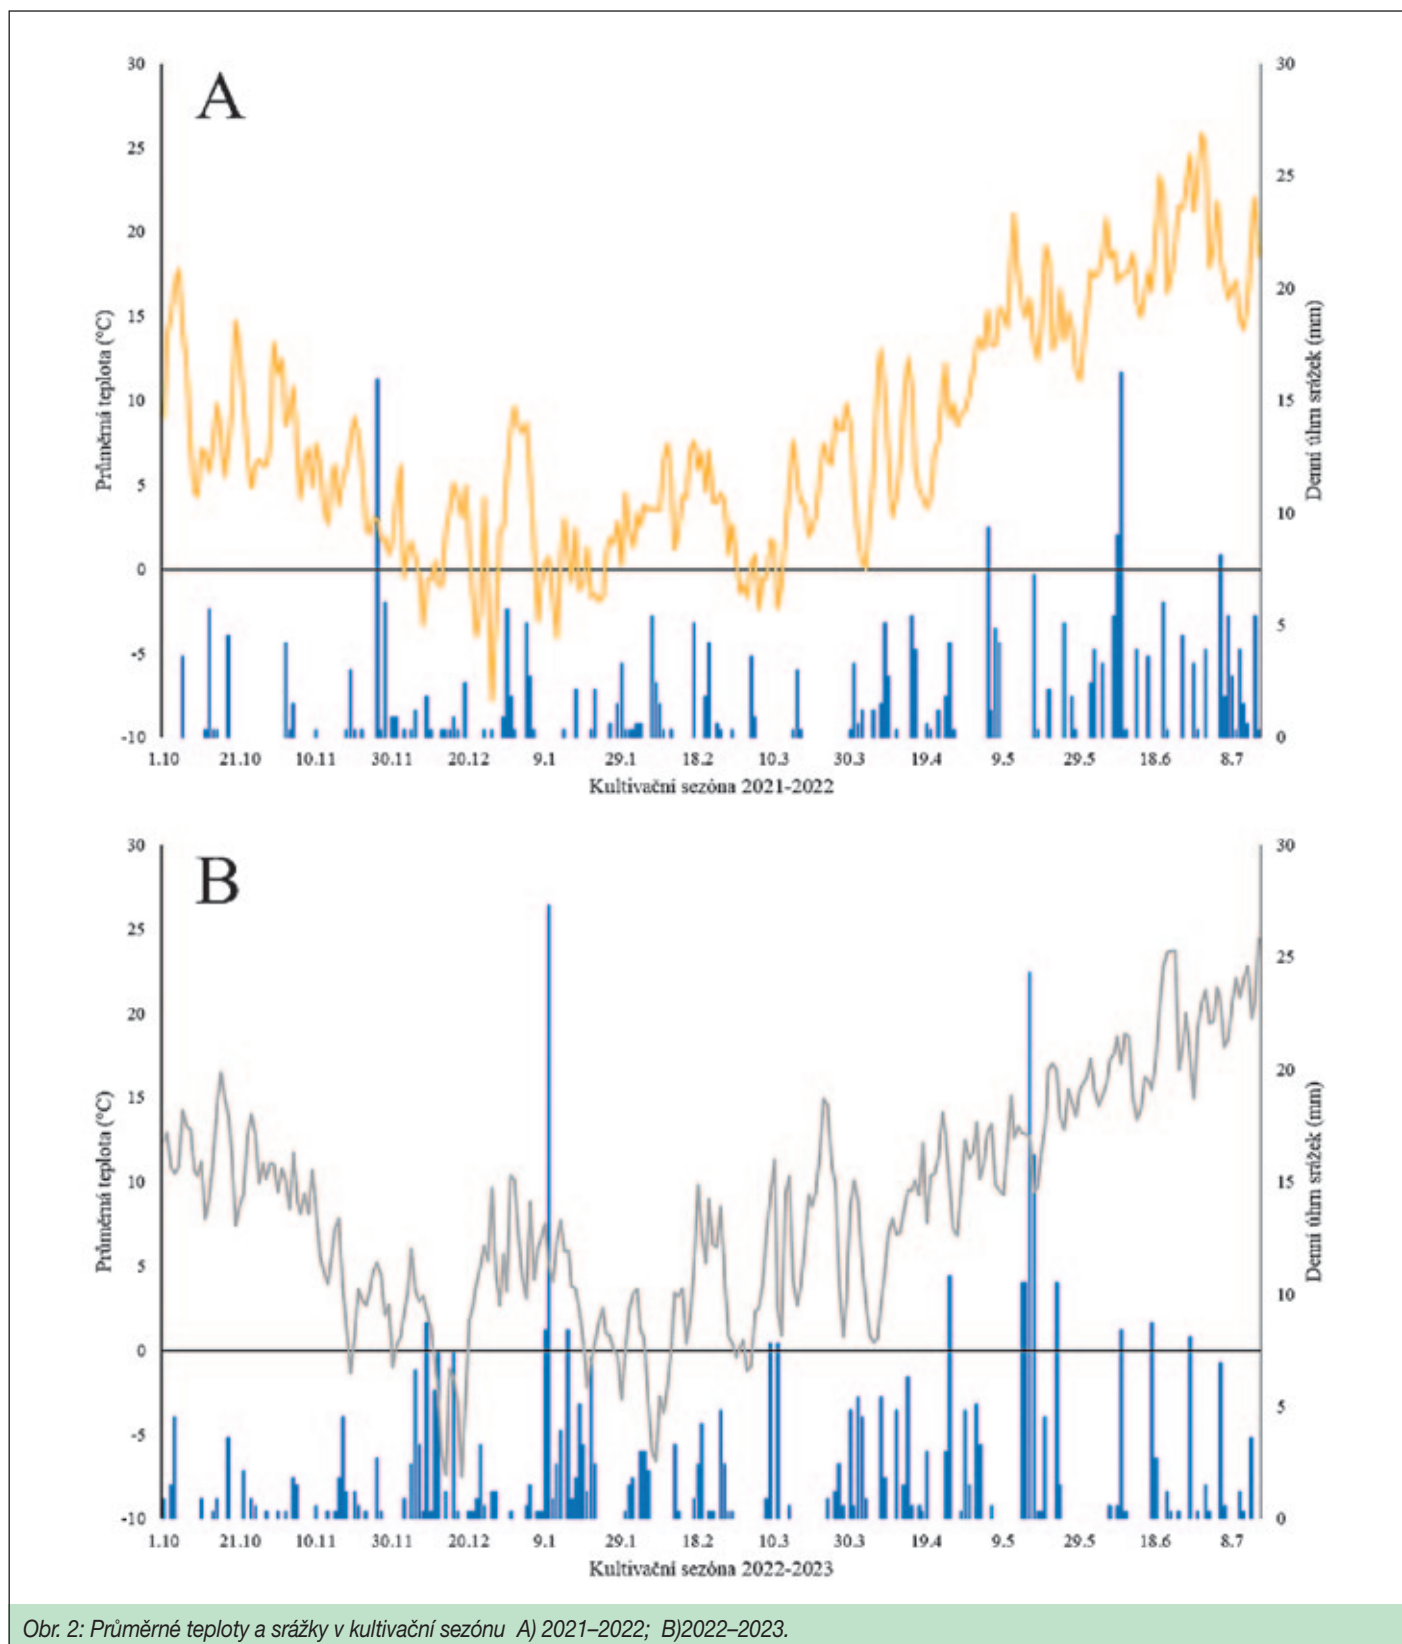 A
30
25
20
15
10
5
0
-5
-10
Průměrná teplota (°C)
30
25
20
15
10
5
0
Denní úhrn srážek (mm)
1.10 21.10 10.11 30.11 20.12 9.1 29.1 18.2 10.3 30.3 19.4 9.5 29.5 18.6 8.7
Kultivační sezóna 2021-2022
B
30
25
20
15
10
5
0
-5
-10
Průměrná teplota (°C)
30
25
20
15
10
5
0
Denní úhrn srážek (mm)
1.10 21.10 10.11 30.11 20.12 9.1 29.1 18.2 10.3 30.3 19.4 9.5 29.5 18.6 8.7
Kultivační sezóna 2022-2023
Obr. 2: Průměrné teploty a srážky v kultivační sezónu A) 2021–2022; B)2022–2023.